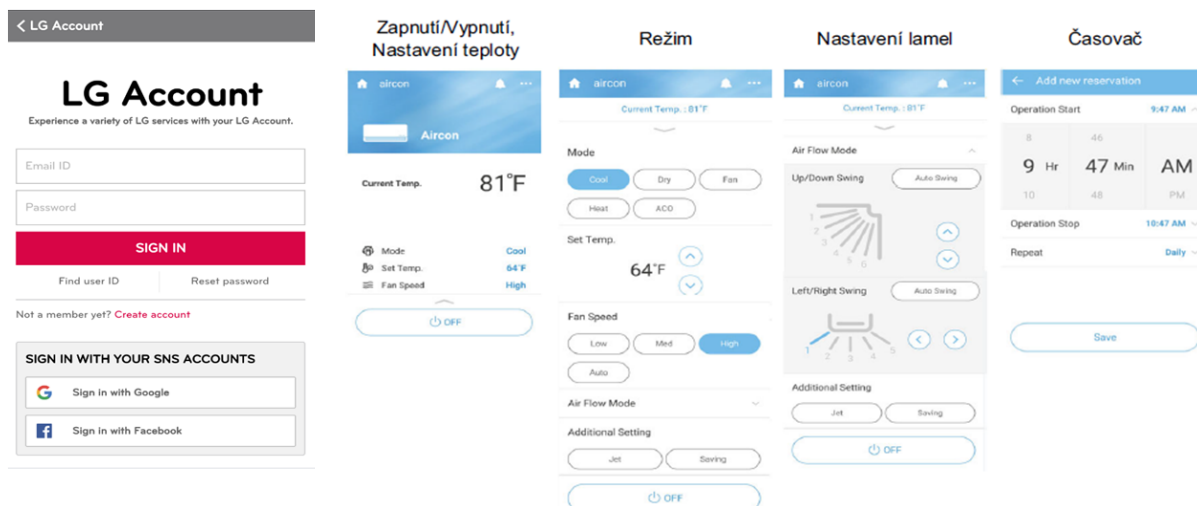 < LG Account
LG Account
Experience a variety of LG services with your LG Account.
Email ID
Password
SIGN IN
Find user ID
Reset password
Not a member yet? Create account
SIGN IN WITH YOUR SNS ACCOUNTS
Sign in with Google
Sign in with Facebook
Zapnutí/Vypnutí,
Nastavení teploty
aircon
Aircon
Current Temp.
81°F
Mode Cool
Set Temp. 64°F
Fan Speed High
OFF
Režim
aircon
Current Temp. : 81°F
Mode
Cool Dry Fan
Heat ACO
Set Temp.
64°F
Fan Speed
Low Med High
Auto
Air Flow Mode
Additional Setting
Jet Saving
OFF
Nastavení lamel
aircon
Current Temp. : 81°F
Air Flow Mode
Up/Down Swing Auto Swing
1
2
3
4
5
6
Left/Right Swing Auto Swing
1 2 3 4 5
Additional Setting
Jet Saving
OFF
Časovač
← Add new reservation
Operation Start 9:47 AM
8 46
9 Hr 47 Min AM
10 48 PM
Operation Stop 10:47 AM
Repeat Daily
Save